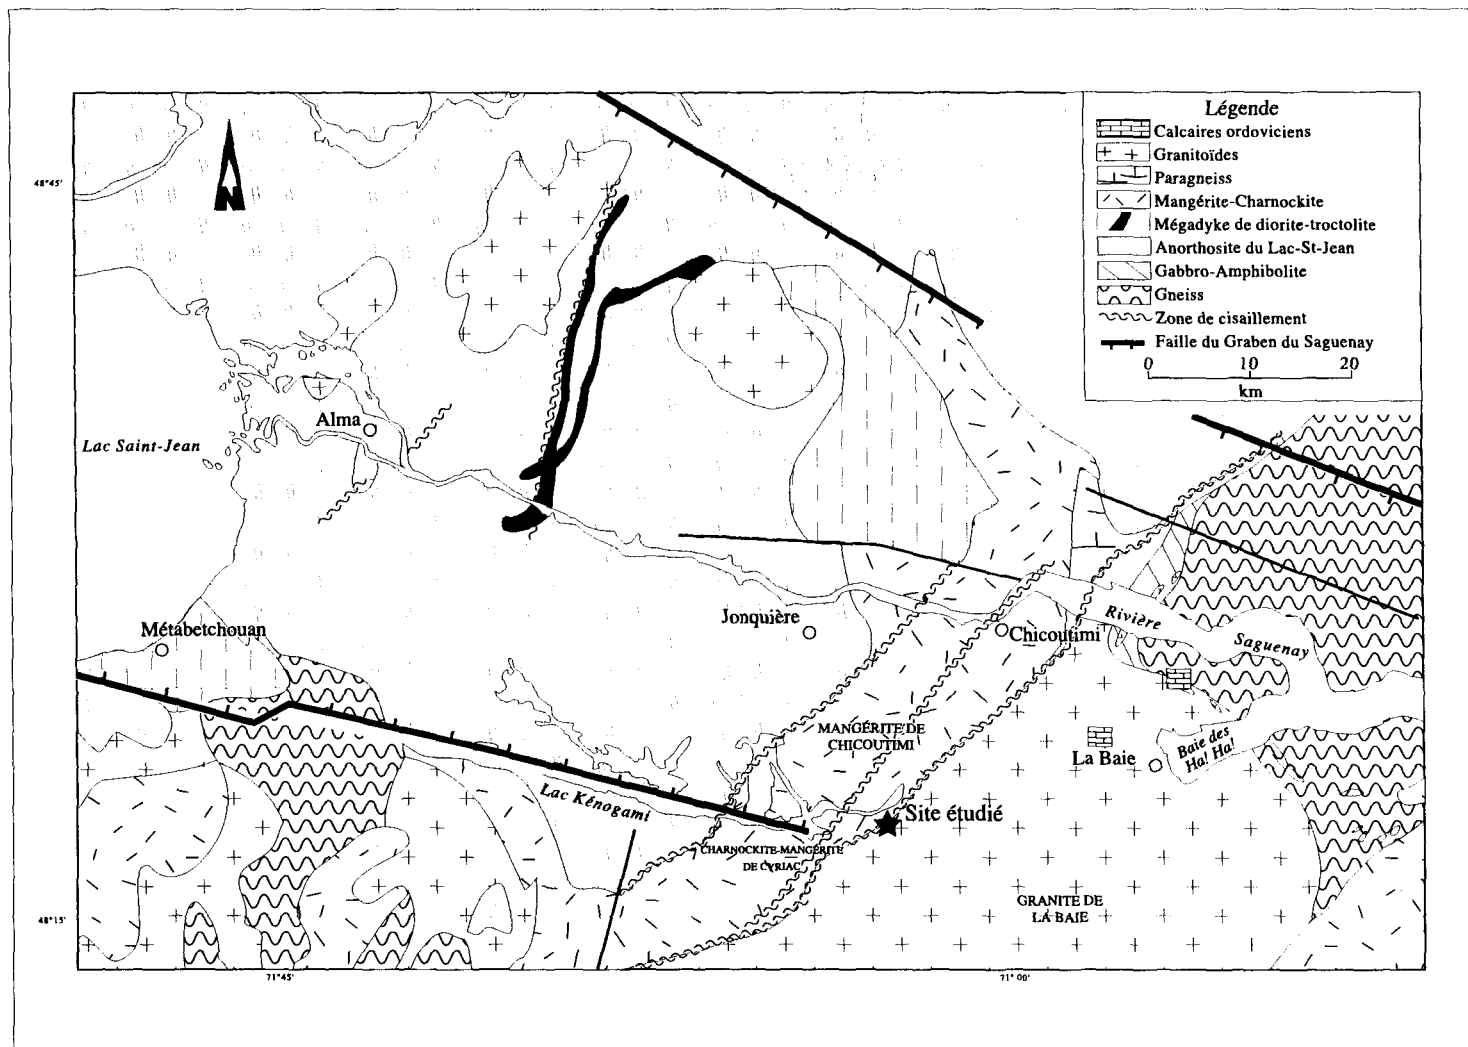 Légende
Calcaires ordoviciens
Granitoïdes
Paragneiss
Mangérite-Charnockite
Mégadyke de diorite-troctolite
Anorthosite du Lac-St-Jean
Gabbro-Amphibolite
Gneiss
Zone de cisaillement
Faille du Graben du Saguenay
0 10 20
km
48°45'
N
Alma
Lac Saint-Jean
Jonquière
Chicoutimi
Rivière
Saguenay
Métabetchouan
MANGÉRITE DE
CHICOUTIMI
La Baie
Baie des
Ha! Ha!
Lac Kénogami
Site étudié
CHARNOCKITE-MANGÉRITE
DE CYRIAC
GRANITE DE
LA BAIE
48°15'
71°45'
71°00'